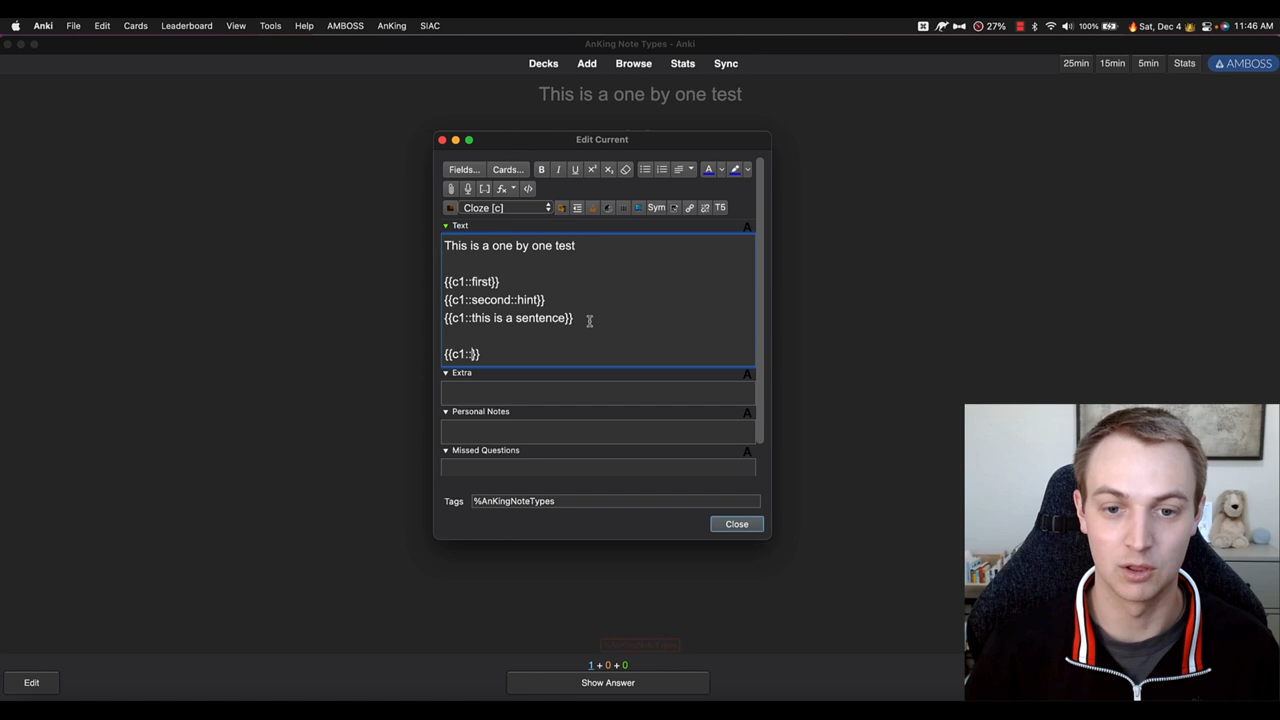 Anki File Edit Cards Leaderboard View Tools Help AMBOSS AnKing SIAC 27% 100% Sat, Dec 4 11:46 AM
AnKing Note Types - Anki
Decks Add Browse Stats Sync 25min 15min 5min Stats AMBOSS
This is a one by one test
Edit Current
Fields... Cards... B I U X² X₂ A
[..] fx </>
Cloze [c] Sym T5
Text A
This is a one by one test
{{c1::first}}
{{c1::second::hint}}
{{c1::this is a sentence}}
{{c1::}}
Extra A
Personal Notes A
Missed Questions A
Tags %AnKingNoteTypes
Close
1 + 0 + 0
Edit Show Answer